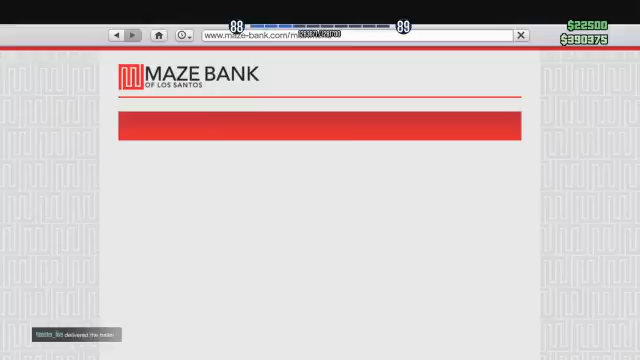 88
89
$22500
$390375
www.maze-bank.com/
MAZE BANK
OF LOS SANTOS
delivered the trailer.